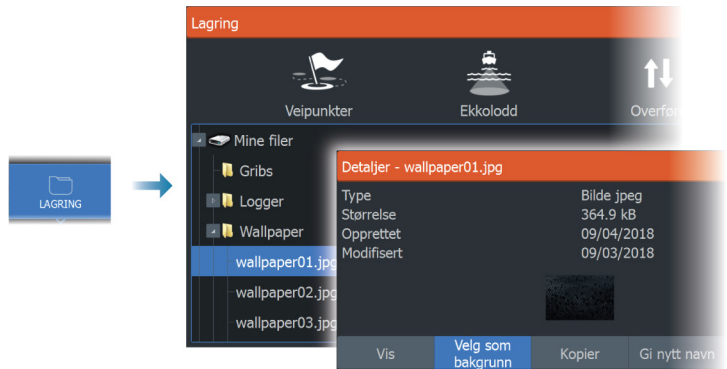 LAGRING
Lagring
Veipunkter
Ekkolodd
Mine filer
Gribs
Logger
Wallpaper
wallpaper01.jpg
wallpaper02.jpg
wallpaper03.jpg
Detaljer - wallpaper01.jpg
Type Bilde jpeg
Størrelse 364.9 kB
Opprettet 09/04/2018
Modifisert 09/03/2018
Vis
Velg som
bakgrunn
Kopier
Gi nytt navn